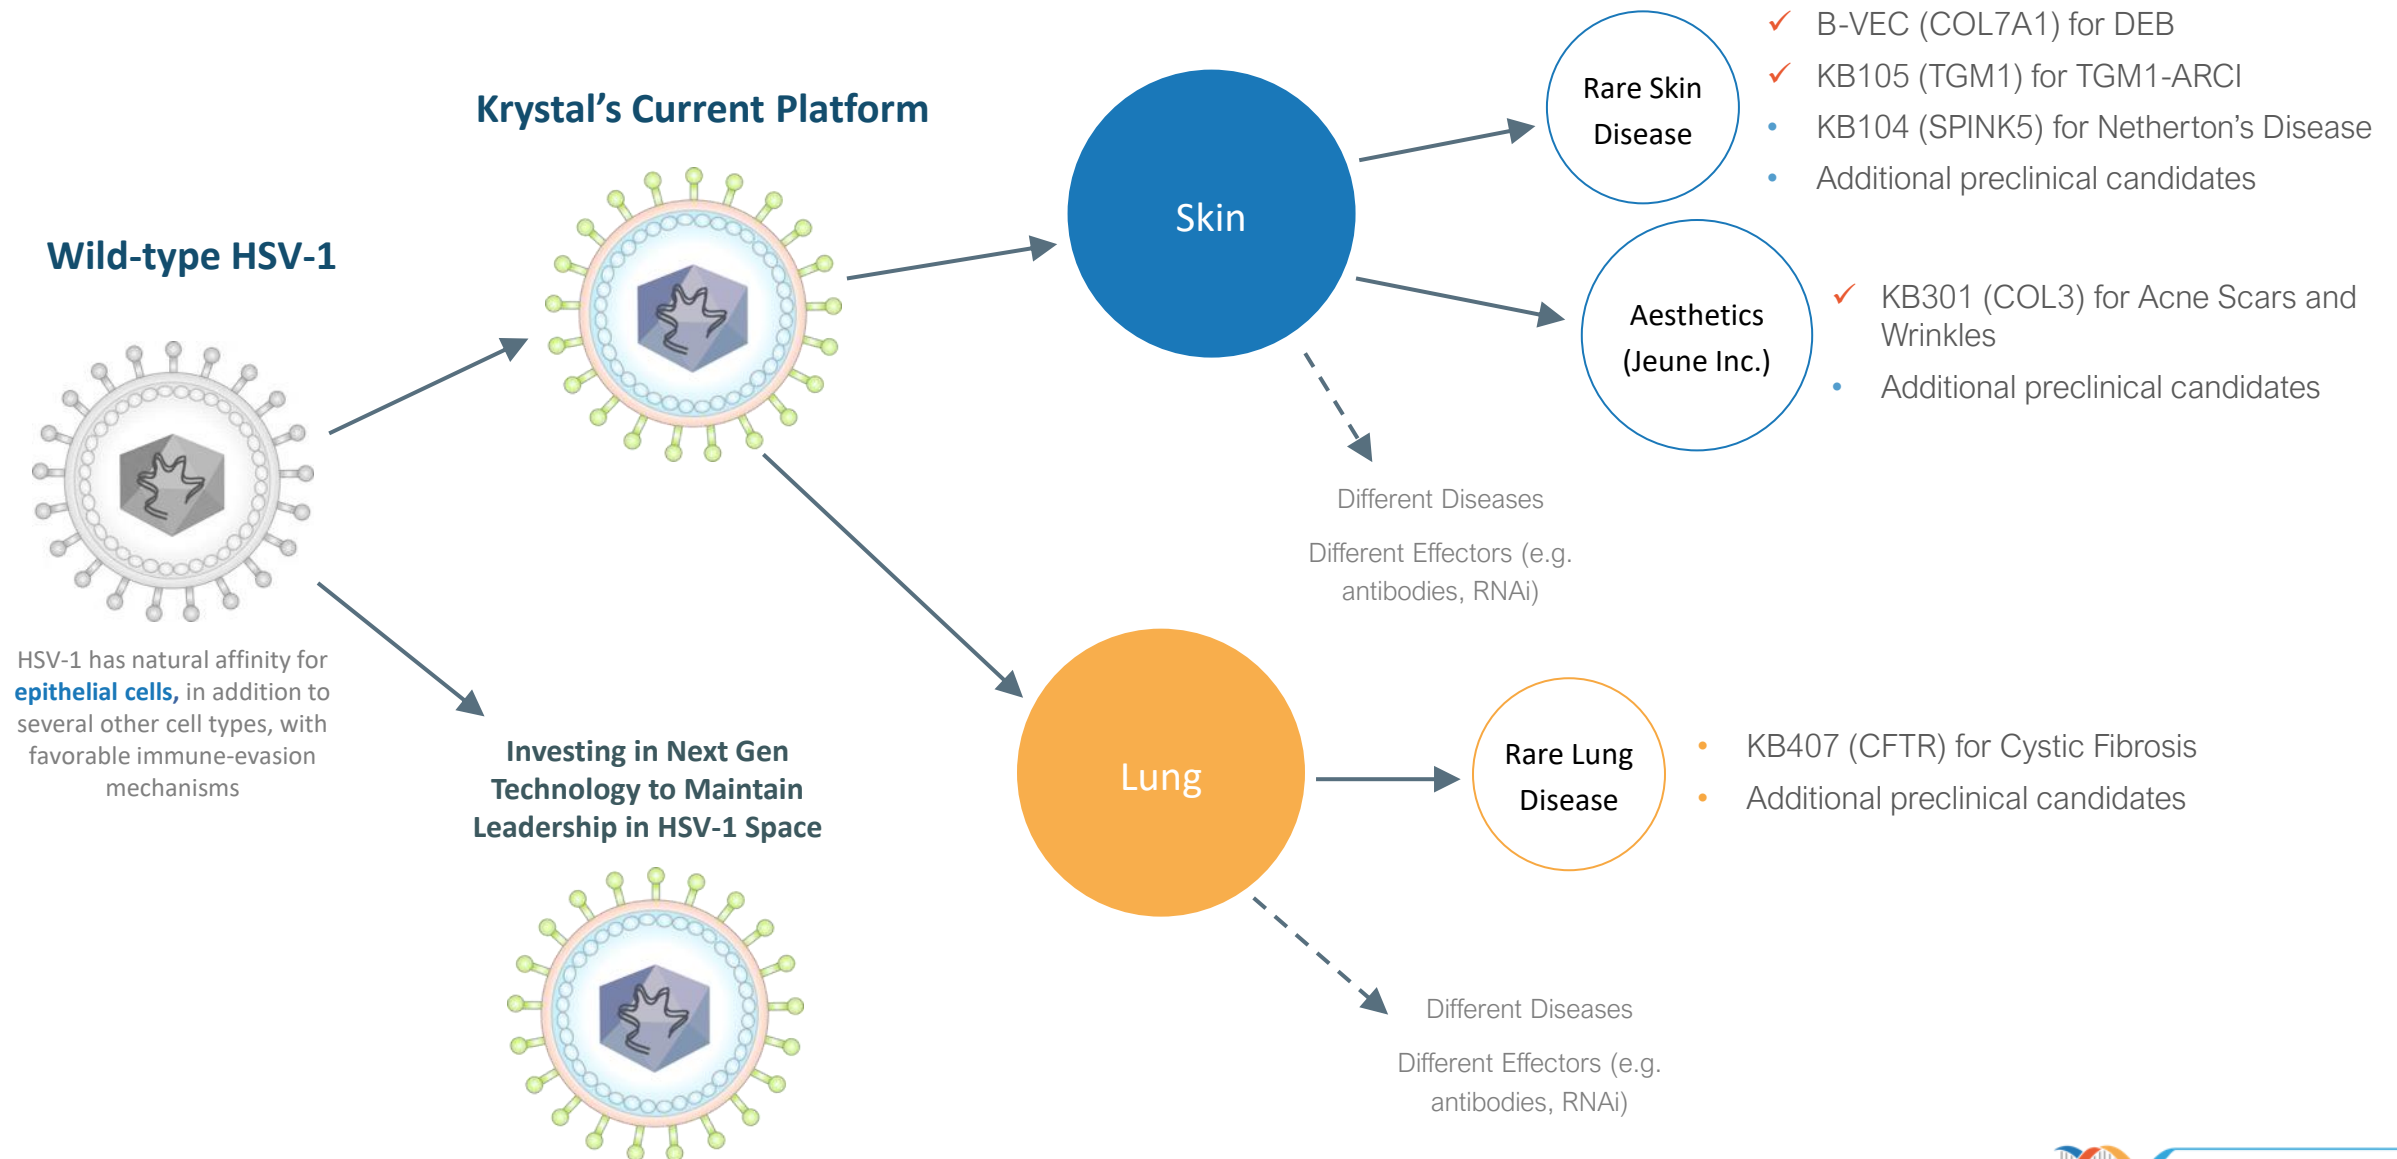 Wild-type HSV-1
HSV-1 has natural affinity for
epithelial cells, in addition to
several other cell types, with
favorable immune-evasion
mechanisms
Krystal’s Current Platform
Investing in Next Gen
Technology to Maintain
Leadership in HSV-1 Space
Skin
Rare Skin
Disease
✓ B-VEC (COL7A1) for DEB
✓ KB105 (TGM1) for TGM1-ARCI
• KB104 (SPINK5) for Netherton’s Disease
• Additional preclinical candidates
Aesthetics
(Jeune Inc.)
✓ KB301 (COL3) for Acne Scars and
Wrinkles
• Additional preclinical candidates
Different Diseases
Different Effectors (e.g.
antibodies, RNAi)
Lung
Rare Lung
Disease
• KB407 (CFTR) for Cystic Fibrosis
• Additional preclinical candidates
Different Diseases
Different Effectors (e.g.
antibodies, RNAi)